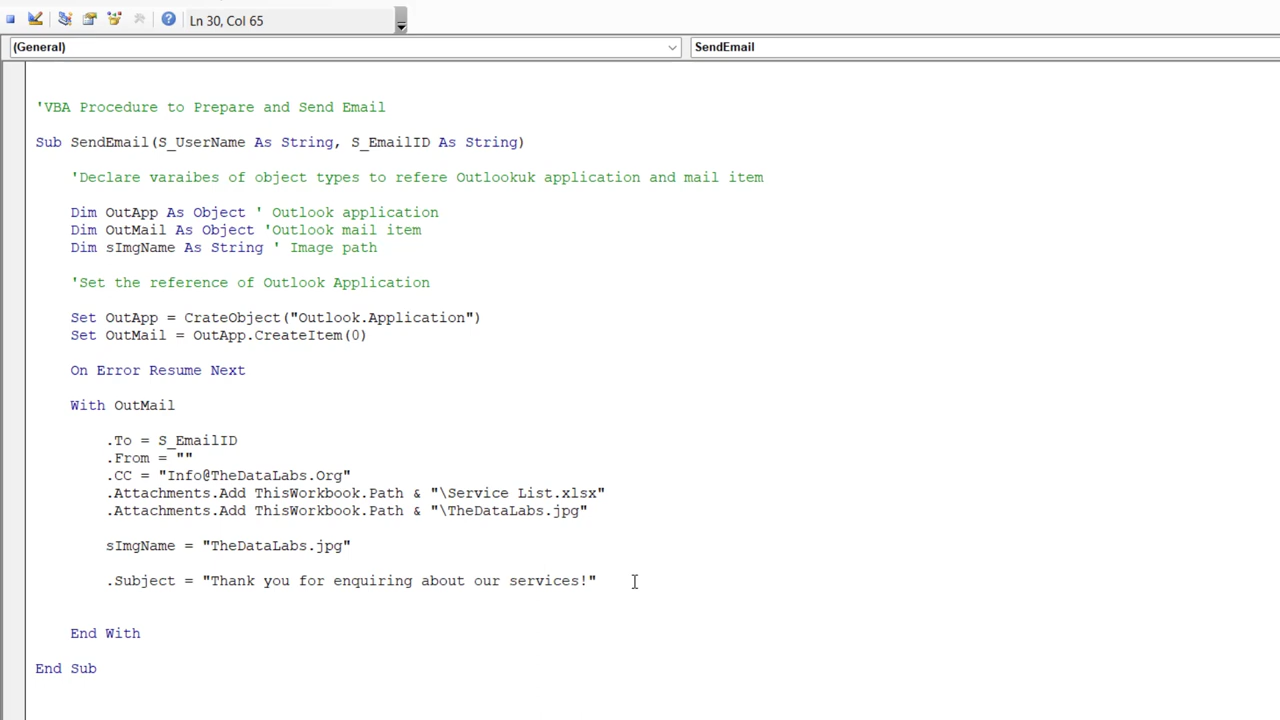 Ln 30, Col 65
(General)
SendEmail
'VBA Procedure to Prepare and Send Email
Sub SendEmail(S_UserName As String, S_EmailID As String)
'Declare varaibes of object types to refere Outlookuk application and mail item
Dim OutApp As Object ' Outlook application
Dim OutMail As Object 'Outlook mail item
Dim sImgName As String ' Image path
'Set the reference of Outlook Application
Set OutApp = CrateObject("Outlook.Application")
Set OutMail = OutApp.CreateItem(0)
On Error Resume Next
With OutMail
.To = S_EmailID
.From = ""
.CC = "Info@TheDataLabs.Org"
.Attachments.Add ThisWorkbook.Path & "\Service List.xlsx"
.Attachments.Add ThisWorkbook.Path & "\TheDataLabs.jpg"
sImgName = "TheDataLabs.jpg"
.Subject = "Thank you for enquiring about our services!"
End With
End Sub